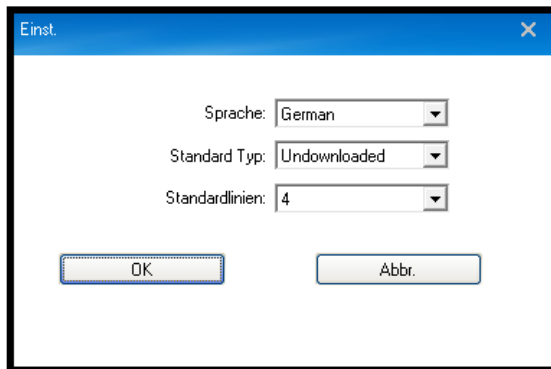 Einst.
Sprache: German
Standard Typ: Undownloaded
Standardlinien: 4
OK Abbr.